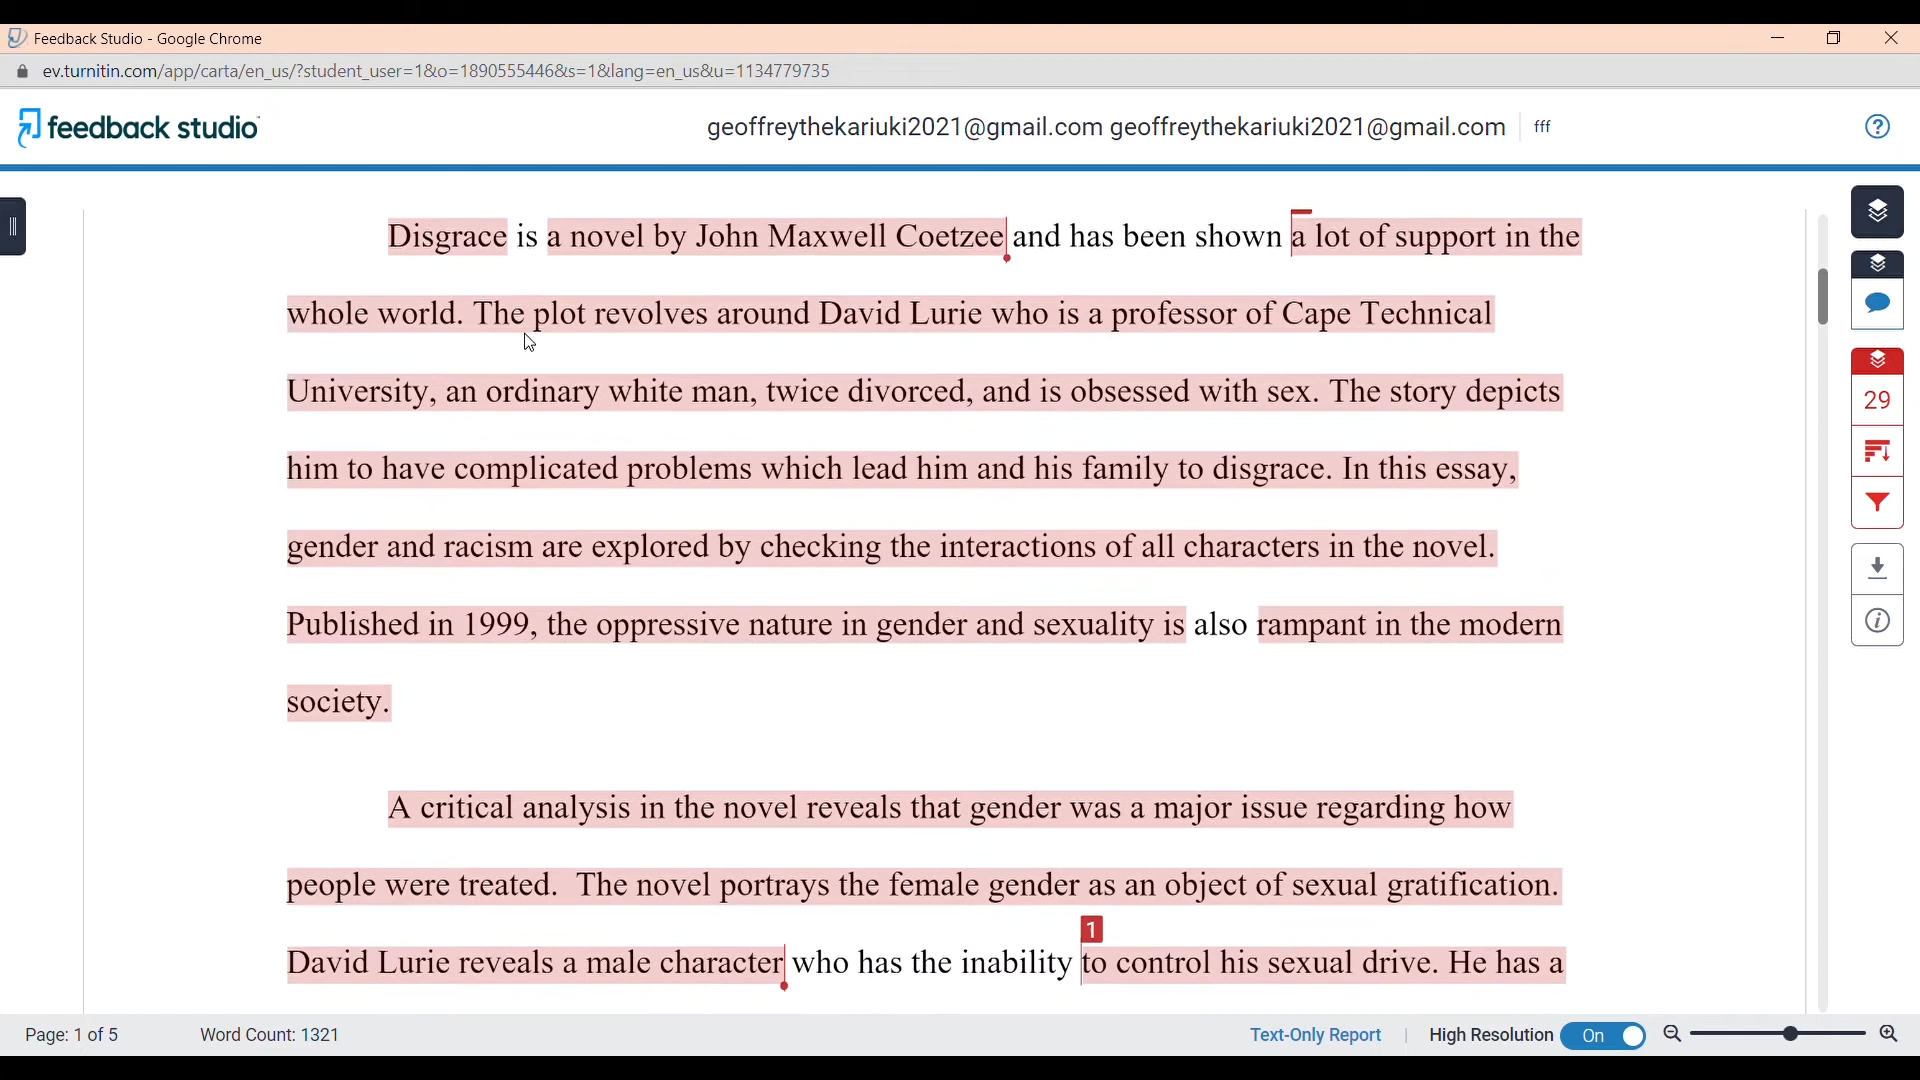 Feedback Studio - Google Chrome
ev.turnitin.com/app/carta/en_us/?student_user=1&o=1890555446&s=1&lang=en_us&u=1134779735
feedback studio
geoffreythekariuki2021@gmail.com geoffreythekariuki2021@gmail.com fff
?
Disgrace is a novel by John Maxwell Coetzee and has been shown a lot of support in the
whole world. The plot revolves around David Lurie who is a professor of Cape Technical
University, an ordinary white man, twice divorced, and is obsessed with sex. The story depicts
29
him to have complicated problems which lead him and his family to disgrace. In this essay,
gender and racism are explored by checking the interactions of all characters in the novel.
Published in 1999, the oppressive nature in gender and sexuality is also rampant in the modern
society.
A critical analysis in the novel reveals that gender was a major issue regarding how
people were treated.  The novel portrays the female gender as an object of sexual gratification.
1
David Lurie reveals a male character who has the inability to control his sexual drive. He has a
Page: 1 of 5 Word Count: 1321 Text-Only Report | High Resolution On